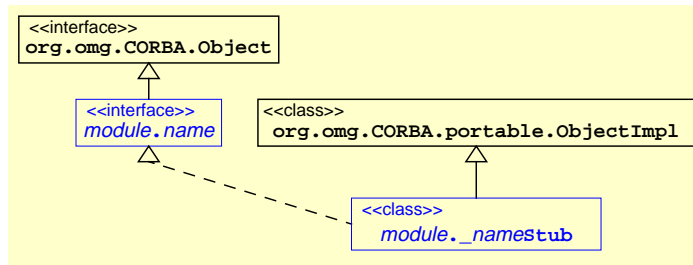 <<interface>>
org.omg.CORBA.Object
<<interface>>
module.name
<<class>>
org.omg.CORBA.portable.ObjectImpl
<<class>>
module._nameStub